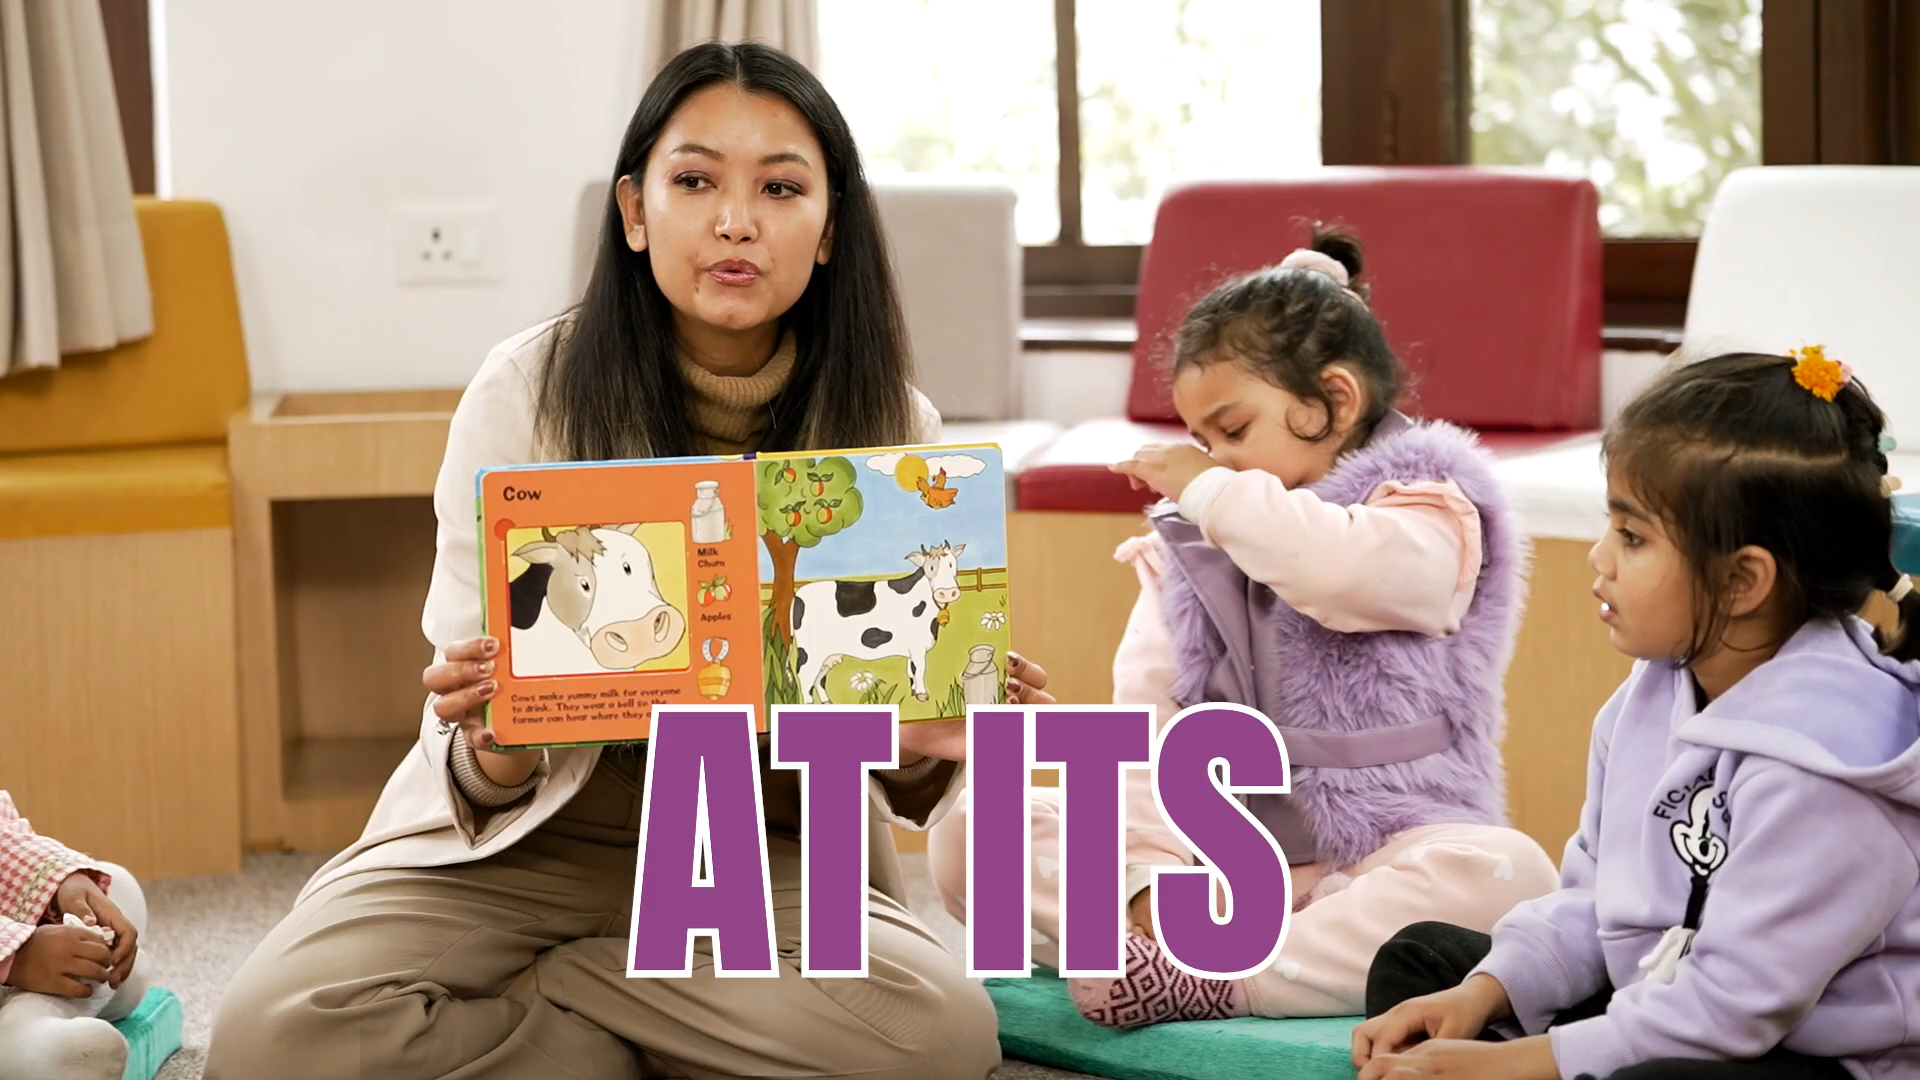 Cow
Milk
Churn
Apples
Cows make yummy milk for everyone
to drink. They wear a bell so the
farmer can hear where they
AT ITS